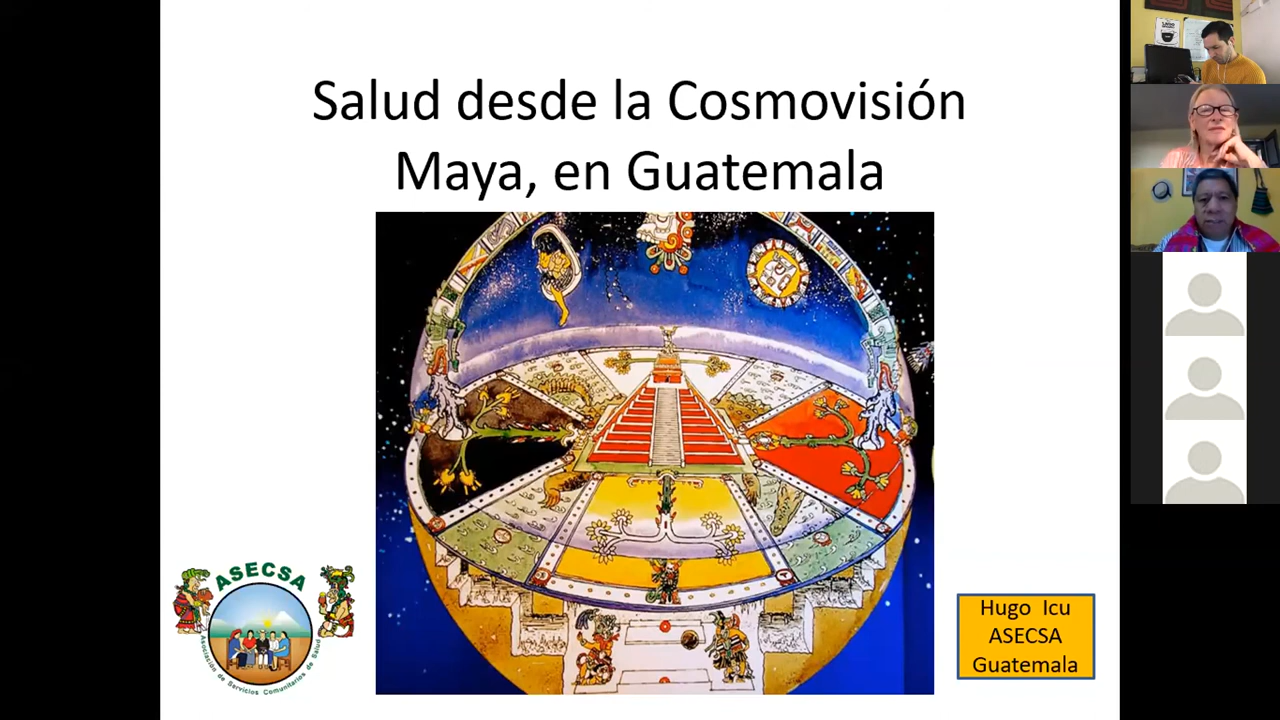 Salud desde la Cosmovisión
Maya, en Guatemala
ASECSA
Asociación de Servicios Comunitarios de Salud
Hugo Icu
ASECSA
Guatemala